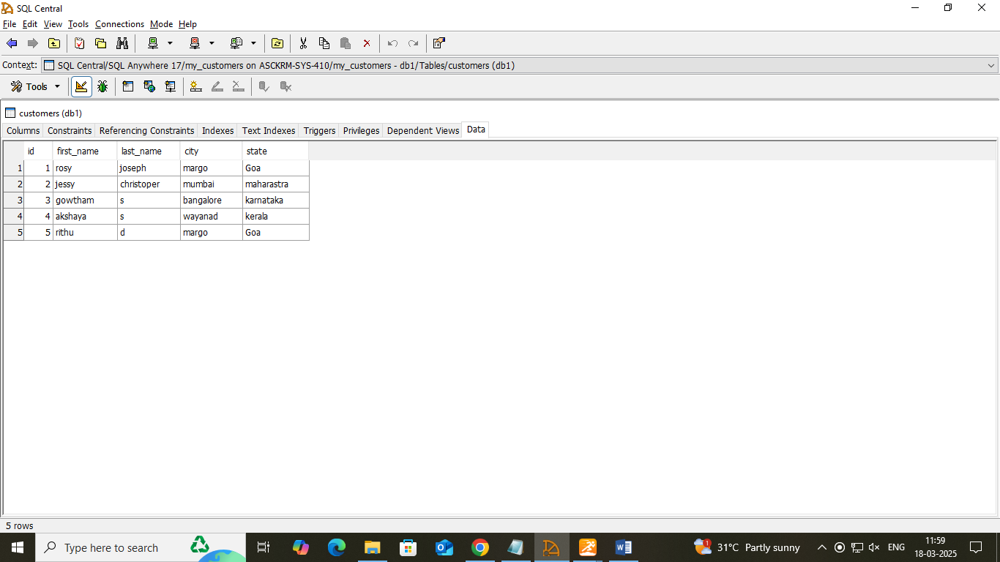 SQL Central
File Edit View Tools Connections Mode Help
Context: SQL Central/SQL Anywhere 17/my_customers on ASCKRM-SYS-410/my_customers - db1/Tables/customers (db1)
Tools
customers (db1)
Columns Constraints Referencing Constraints Indexes Text Indexes Triggers Privileges Dependent Views Data
id first_name last_name city state
1 1 rosy joseph margo Goa
2 2 jessy christoper mumbai maharastra
3 3 gowtham s bangalore karnataka
4 4 akshaya s wayanad kerala
5 5 rithu d margo Goa
5 rows
Type here to search 1 31°C Partly sunny ENG 11:59
18-03-2025